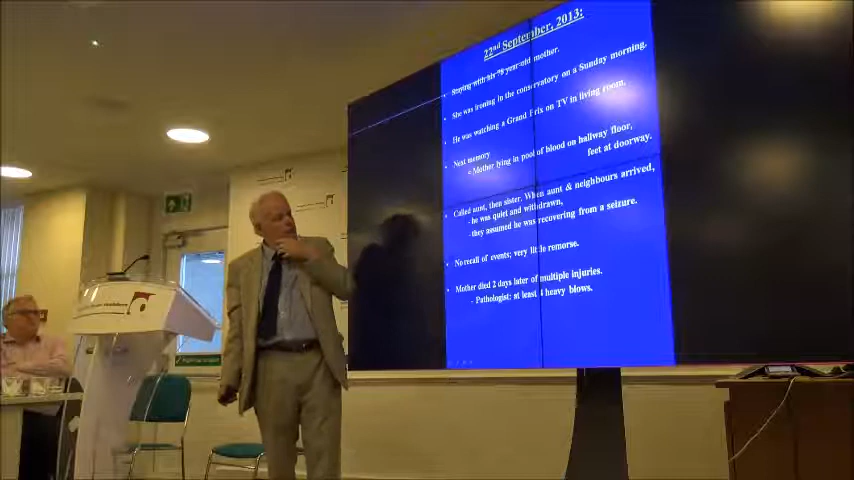 22nd September, 2013:
• Staying with his 78 year old mother.
• She was ironing in the conservatory on a Sunday morning.
• He was watching a Grand Prix on TV in living room.
• Next memory
- Mother lying in pool of blood on hallway floor,
feet at doorway.
• Called aunt, then sister. When aunt & neighbours arrived,
- he was quiet and withdrawn,
- they assumed he was recovering from a seizure.
• No recall of events; very little remorse.
• Mother died 2 days later of multiple injuries.
- Pathologist: at least 4 heavy blows.